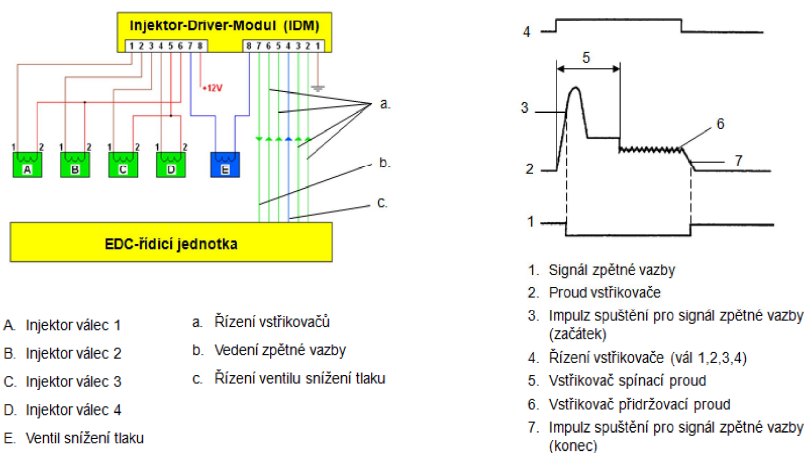 Injektor-Driver-Modul (IDM)
1 2 3 4 5 6 7 8
8 7 6 5 4 3 2 1
+12V
a.
b.
c.
1 2
1 2
1 2
1 2
A
B
C
D
E
EDC-řídicí jednotka
A. Injektor válec 1
B. Injektor válec 2
C. Injektor válec 3
D. Injektor válec 4
E. Ventil snížení tlaku
a. Řízení vstřikovačů
b. Vedení zpětné vazby
c. Řízení ventilu snížení tlaku
4
5
3
6
2
7
1
1. Signál zpětné vazby
2. Proud vstřikovače
3. Impulz spuštění pro signál zpětné vazby
(začátek)
4. Řízení vstřikovače (vál 1,2,3,4)
5. Vstřikovač spínací proud
6. Vstřikovač přidržovací proud
7. Impulz spuštění pro signál zpětné vazby
(konec)